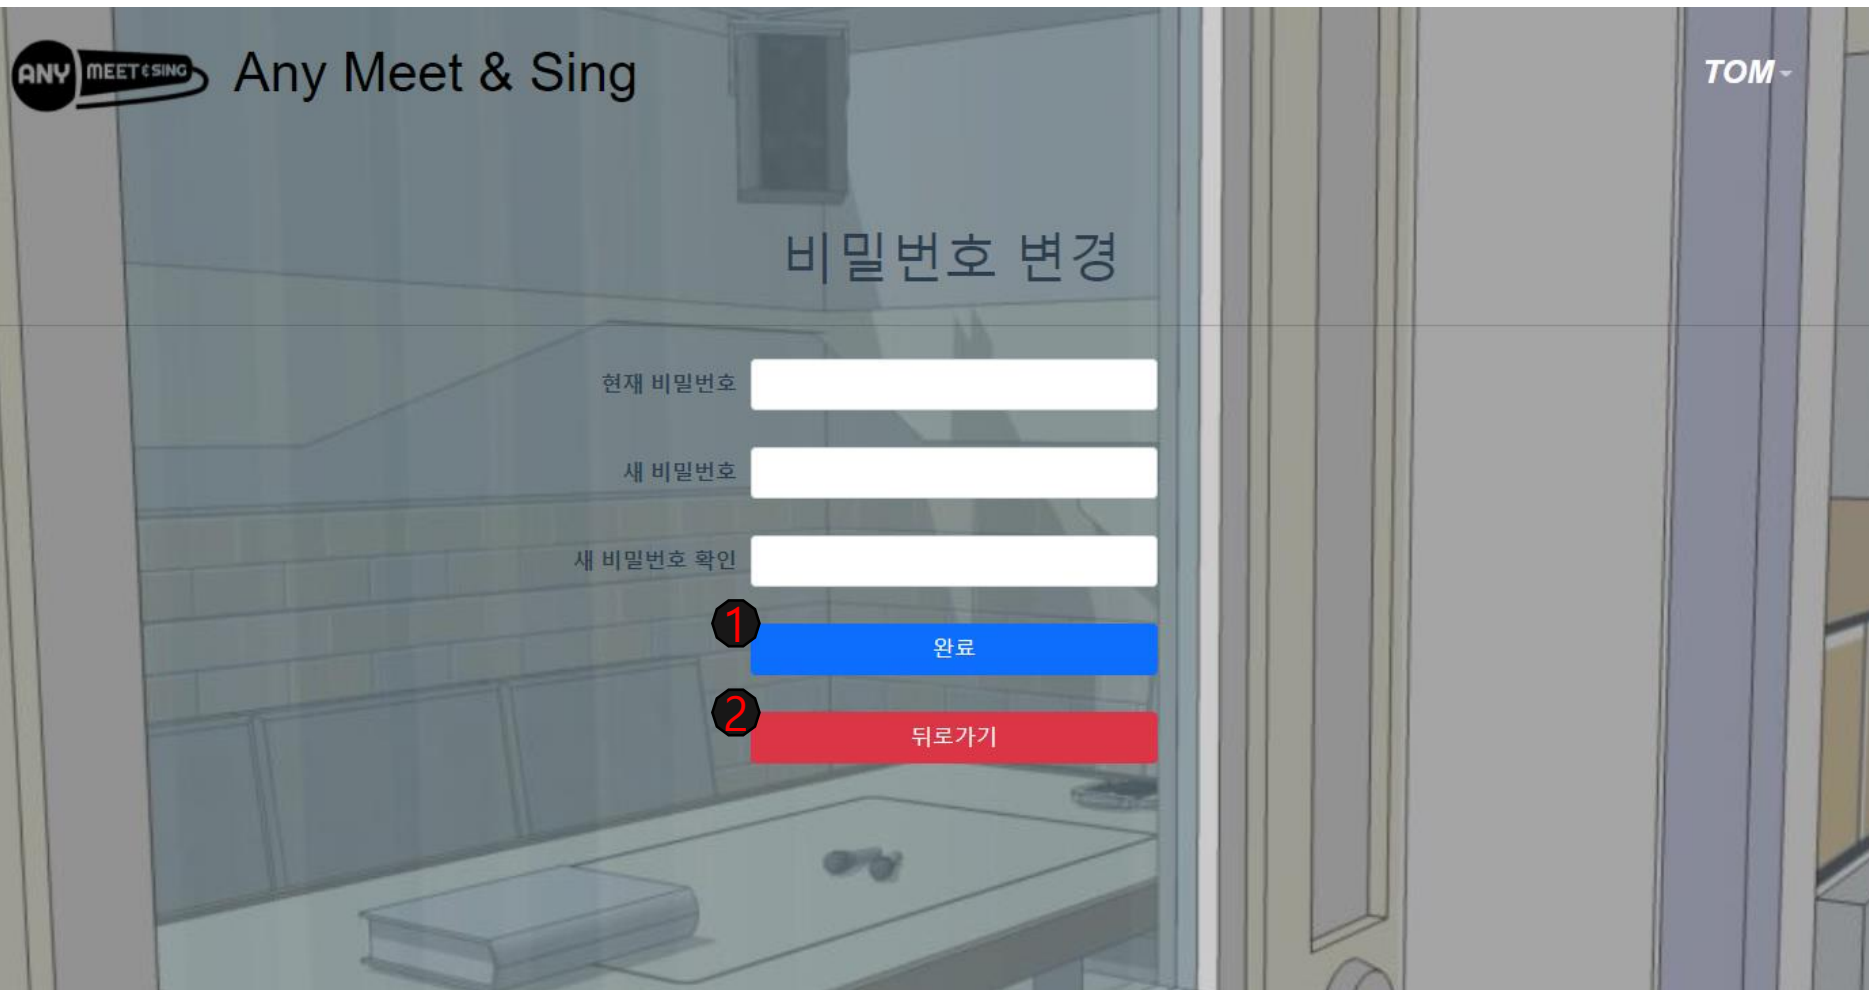 ANY MEET & SING Any Meet & Sing TOM
비밀번호 변경
현재 비밀번호
새 비밀번호
새 비밀번호 확인
1
완료
2
뒤로가기